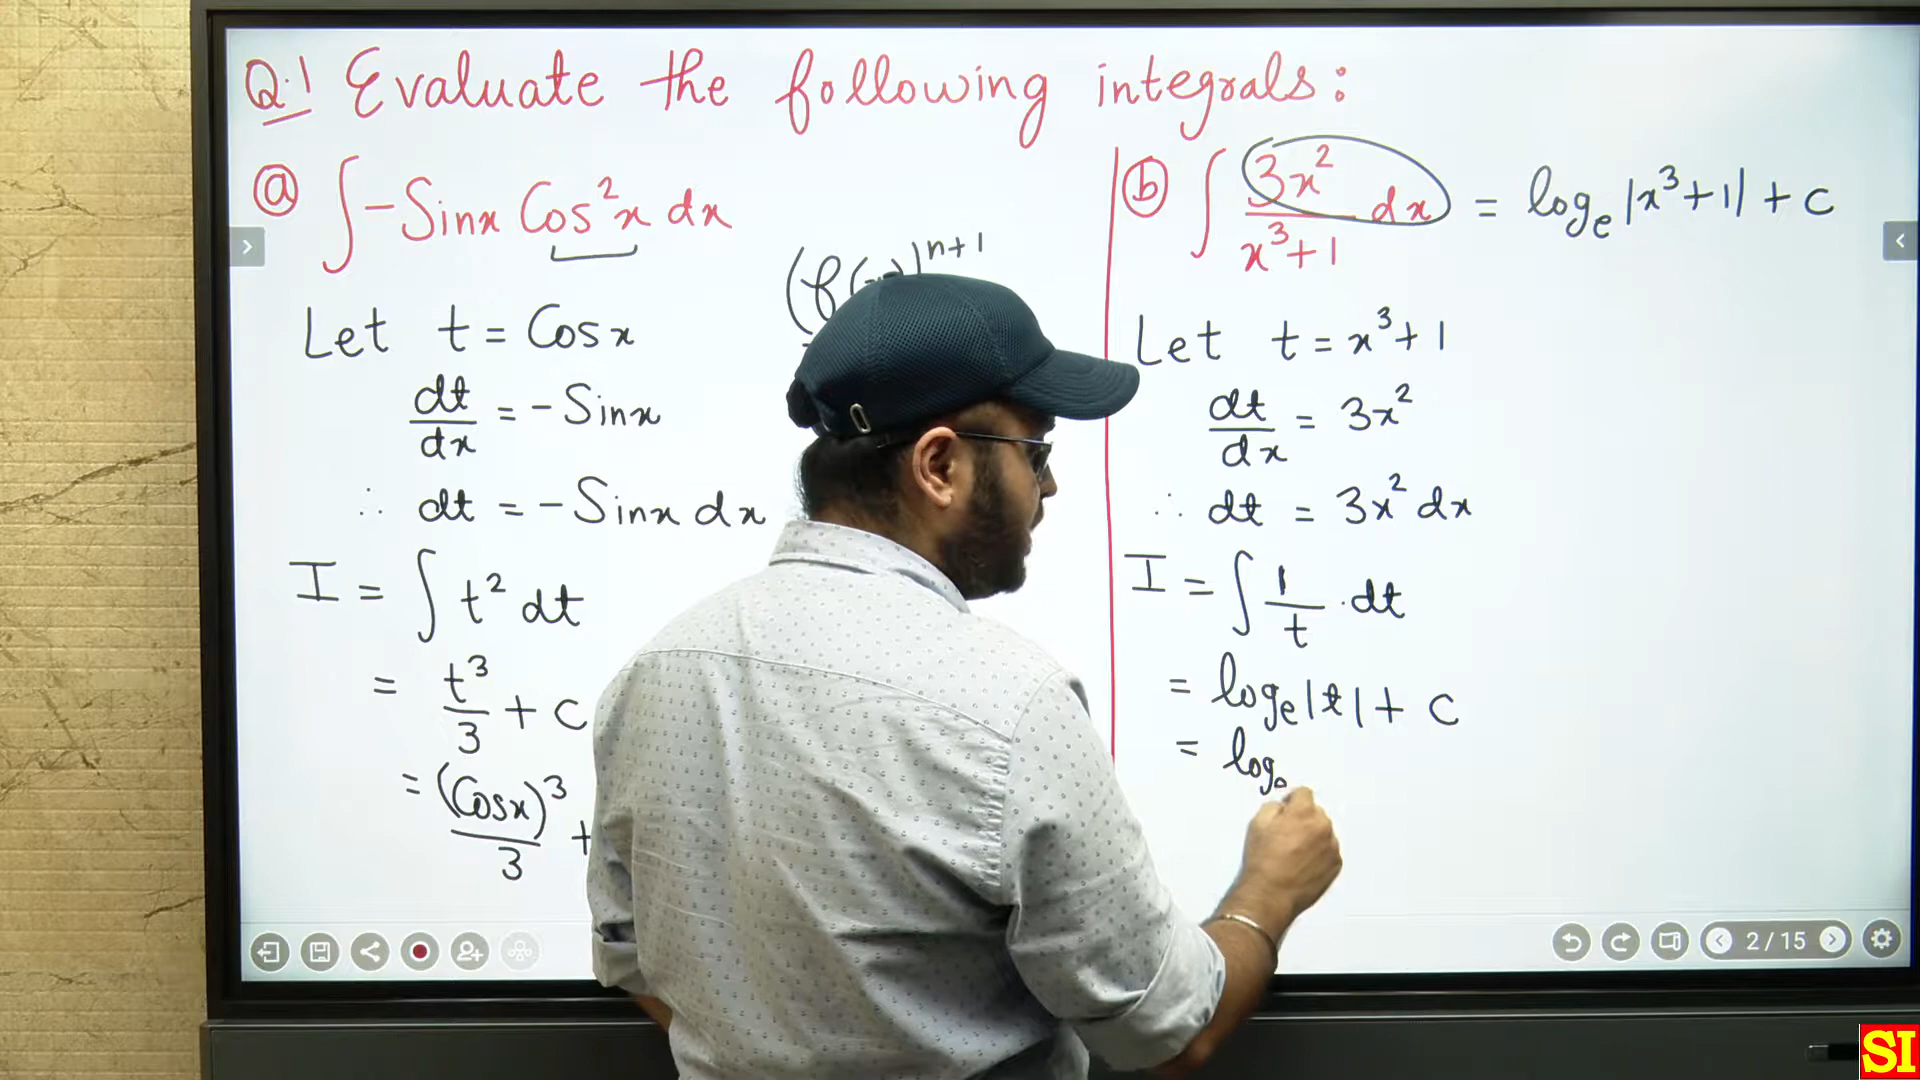 Q.1 Evaluate the following integrals:
ⓐ ∫-Sinx Cos²x dx
n+1
Let t = Cosx
dt/dx = -Sinx
∴ dt = -Sinx dx
I = ∫ t² dt
= t³/3 + c
= (Cosx)³/3 +
ⓑ ∫ 3x²/x³+1 dx = logₑ|x³+1| + c
Let t = x³+1
dt/dx = 3x²
∴ dt = 3x² dx
I = ∫ 1/t . dt
= logₑ|t| + c
= log
2/15
SI